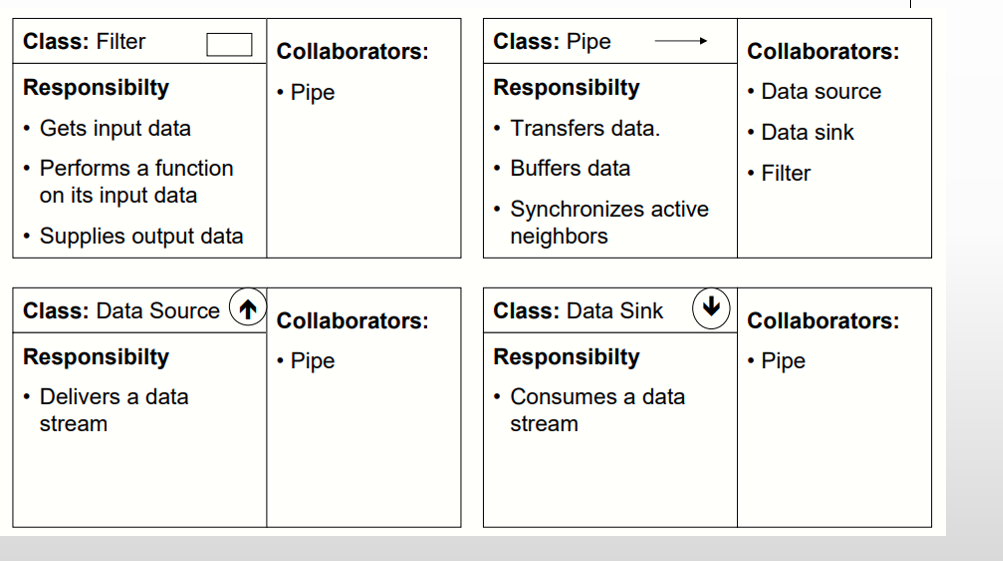 Class: Filter
Collaborators:
• Pipe
Responsibilty
• Gets input data
• Performs a function
on its input data
• Supplies output data
Class: Pipe
Collaborators:
• Data source
• Data sink
• Filter
Responsibilty
• Transfers data.
• Buffers data
• Synchronizes active
neighbors
Class: Data Source
Collaborators:
• Pipe
Responsibilty
• Delivers a data
stream
Class: Data Sink
Collaborators:
• Pipe
Responsibilty
• Consumes a data
stream